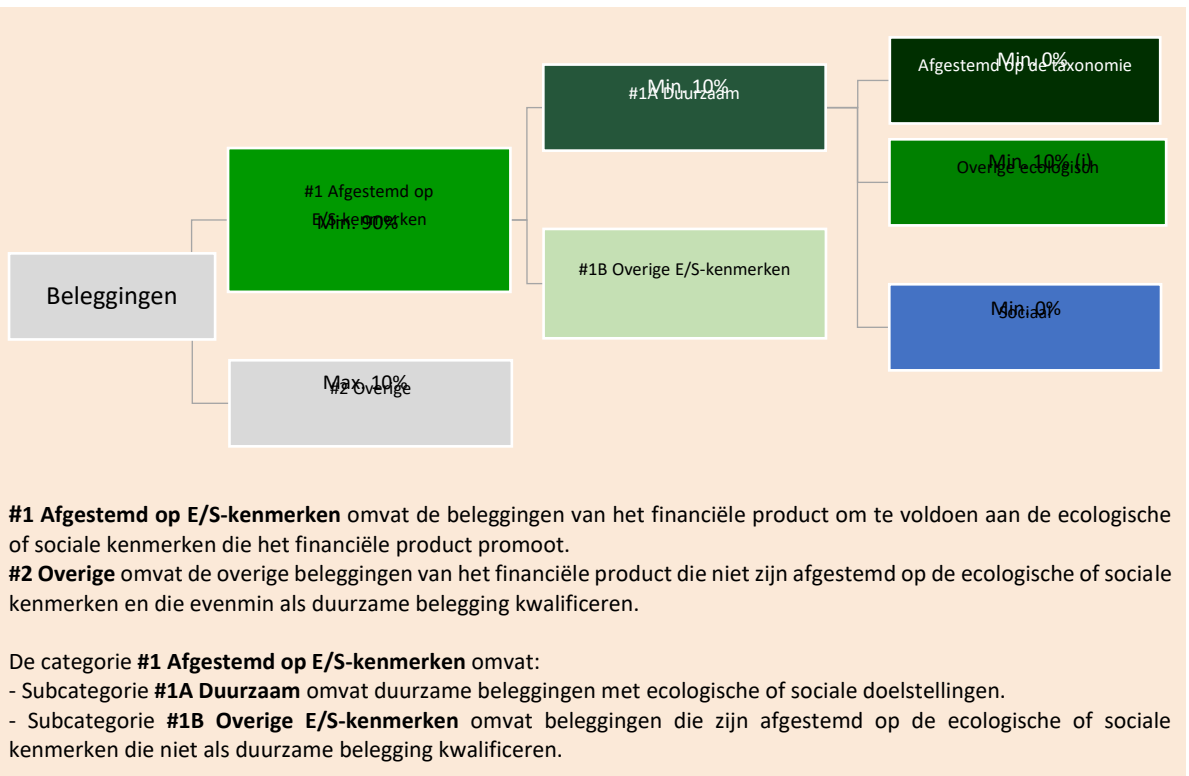 Min. 0%
Afgestemd op de taxonomie
Min. 10%
#1A Duurzaam
Min. 10% (i)
Overige ecologisch
#1 Afgestemd op
E/S-kenmerken
Min. 90%
#1B Overige E/S-kenmerken
Beleggingen
Min. 0%
Sociaal
Max. 10%
#2 Overige
#1 Afgestemd op E/S-kenmerken omvat de beleggingen van het financiële product om te voldoen aan de ecologische
of sociale kenmerken die het financiële product promoot.
#2 Overige omvat de overige beleggingen van het financiële product die niet zijn afgestemd op de ecologische of sociale
kenmerken en die evenmin als duurzame belegging kwalificeren.
De categorie #1 Afgestemd op E/S-kenmerken omvat:
- Subcategorie #1A Duurzaam omvat duurzame beleggingen met ecologische of sociale doelstellingen.
- Subcategorie #1B Overige E/S-kenmerken omvat beleggingen die zijn afgestemd op de ecologische of sociale
kenmerken die niet als duurzame belegging kwalificeren.